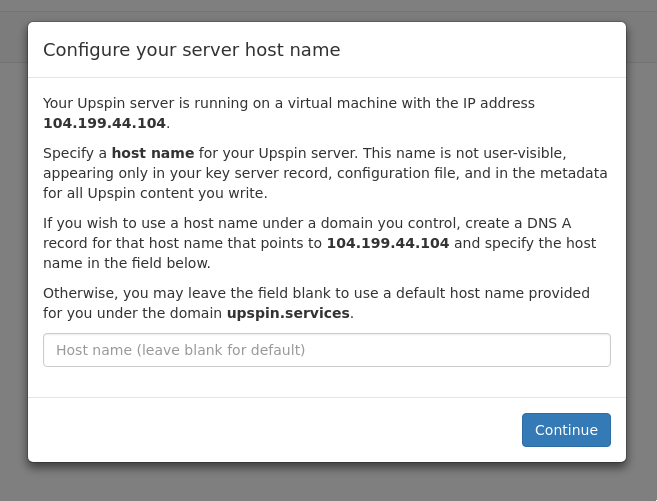 Configure your server host name
Your Upspin server is running on a virtual machine with the IP address
104.199.44.104.
Specify a host name for your Upspin server. This name is not user-visible,
appearing only in your key server record, configuration file, and in the metadata
for all Upspin content you write.
If you wish to use a host name under a domain you control, create a DNS A
record for that host name that points to 104.199.44.104 and specify the host
name in the field below.
Otherwise, you may leave the field blank to use a default host name provided
for you under the domain upspin.services.
Host name (leave blank for default)
Continue